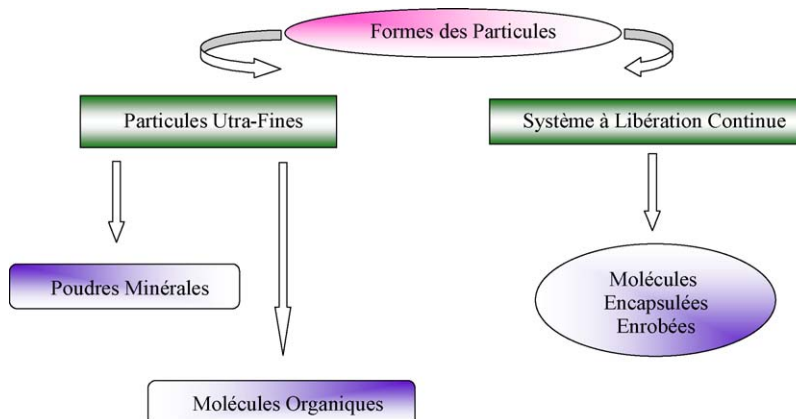 Formes des Particules
Particules Utra-Fines
Système à Libération Continue
Poudres Minérales
Molécules
Encapsulées
Enrobées
Molécules Organiques